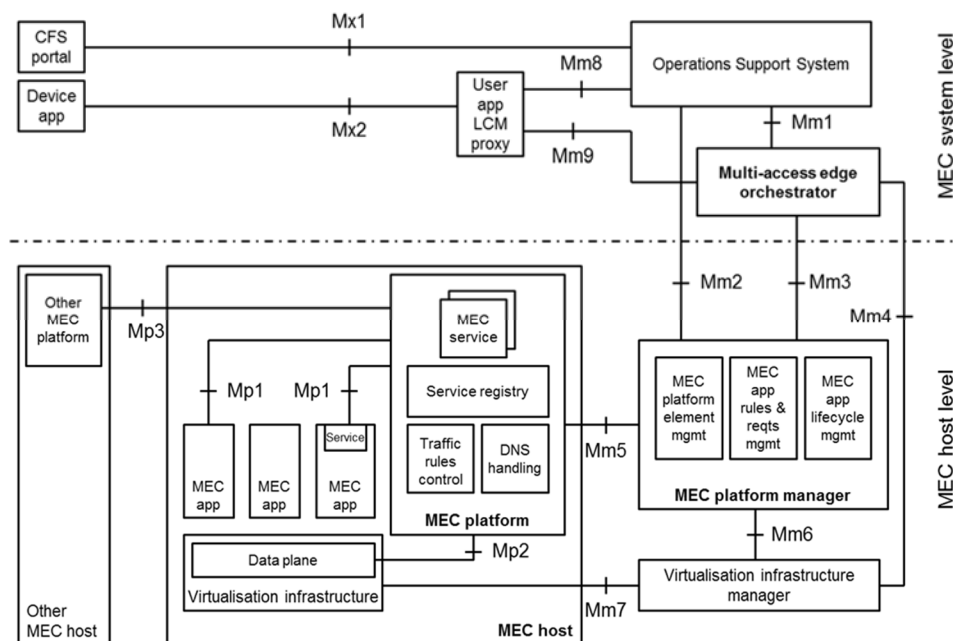 Mx1
CFS
portal
Operations Support System
Mm8
Device
app
User
app
LCM
proxy
Mx2
Mm9
Mm1
Multi-access edge
orchestrator
MEC system level
Other
MEC
platform
Mp3
MEC
service
Mm2
Mm3
Mm4
Mp1
Mp1
Service registry
MEC
platform
element
mgmt
MEC
app
rules &
reqts
mgmt
MEC
app
lifecycle
mgmt
Service
Traffic
rules
control
DNS
handling
Mm5
MEC
app
MEC
app
MEC
app
MEC platform
MEC platform manager
MEC host level
Mp2
Mm6
Data plane
Virtualisation infrastructure
Virtualisation infrastructure
manager
Mm7
Other
MEC host
MEC host